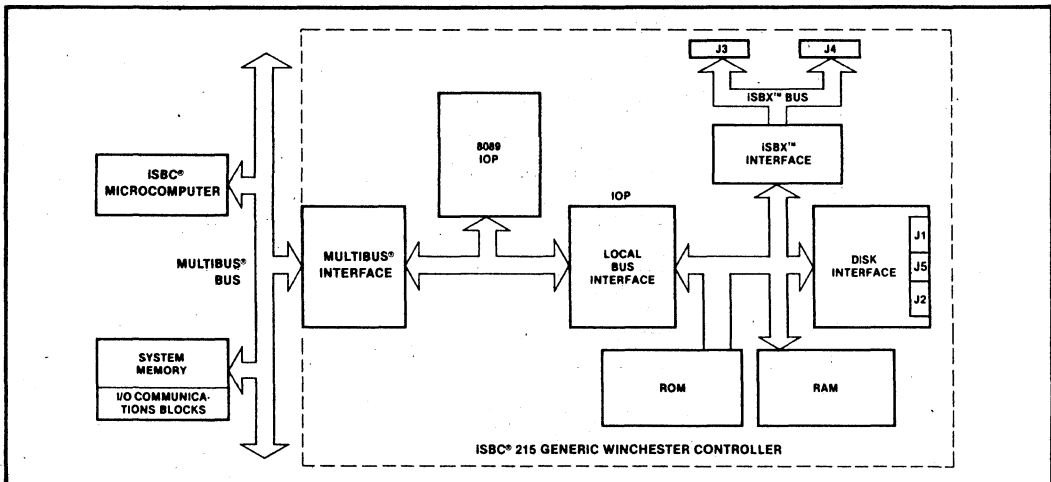 J3
J4
iSBX™ BUS
8089
IOP
iSBX™
INTERFACE
iSBC®
MICROCOMPUTER
IOP
MULTIBUS®
INTERFACE
LOCAL
BUS
INTERFACE
DISK
INTERFACE
J1
J5
J2
MULTIBUS®
BUS
SYSTEM
MEMORY
I/O COMMUNICA-
TIONS BLOCKS
ROM
RAM
iSBC® 215 GENERIC WINCHESTER CONTROLLER